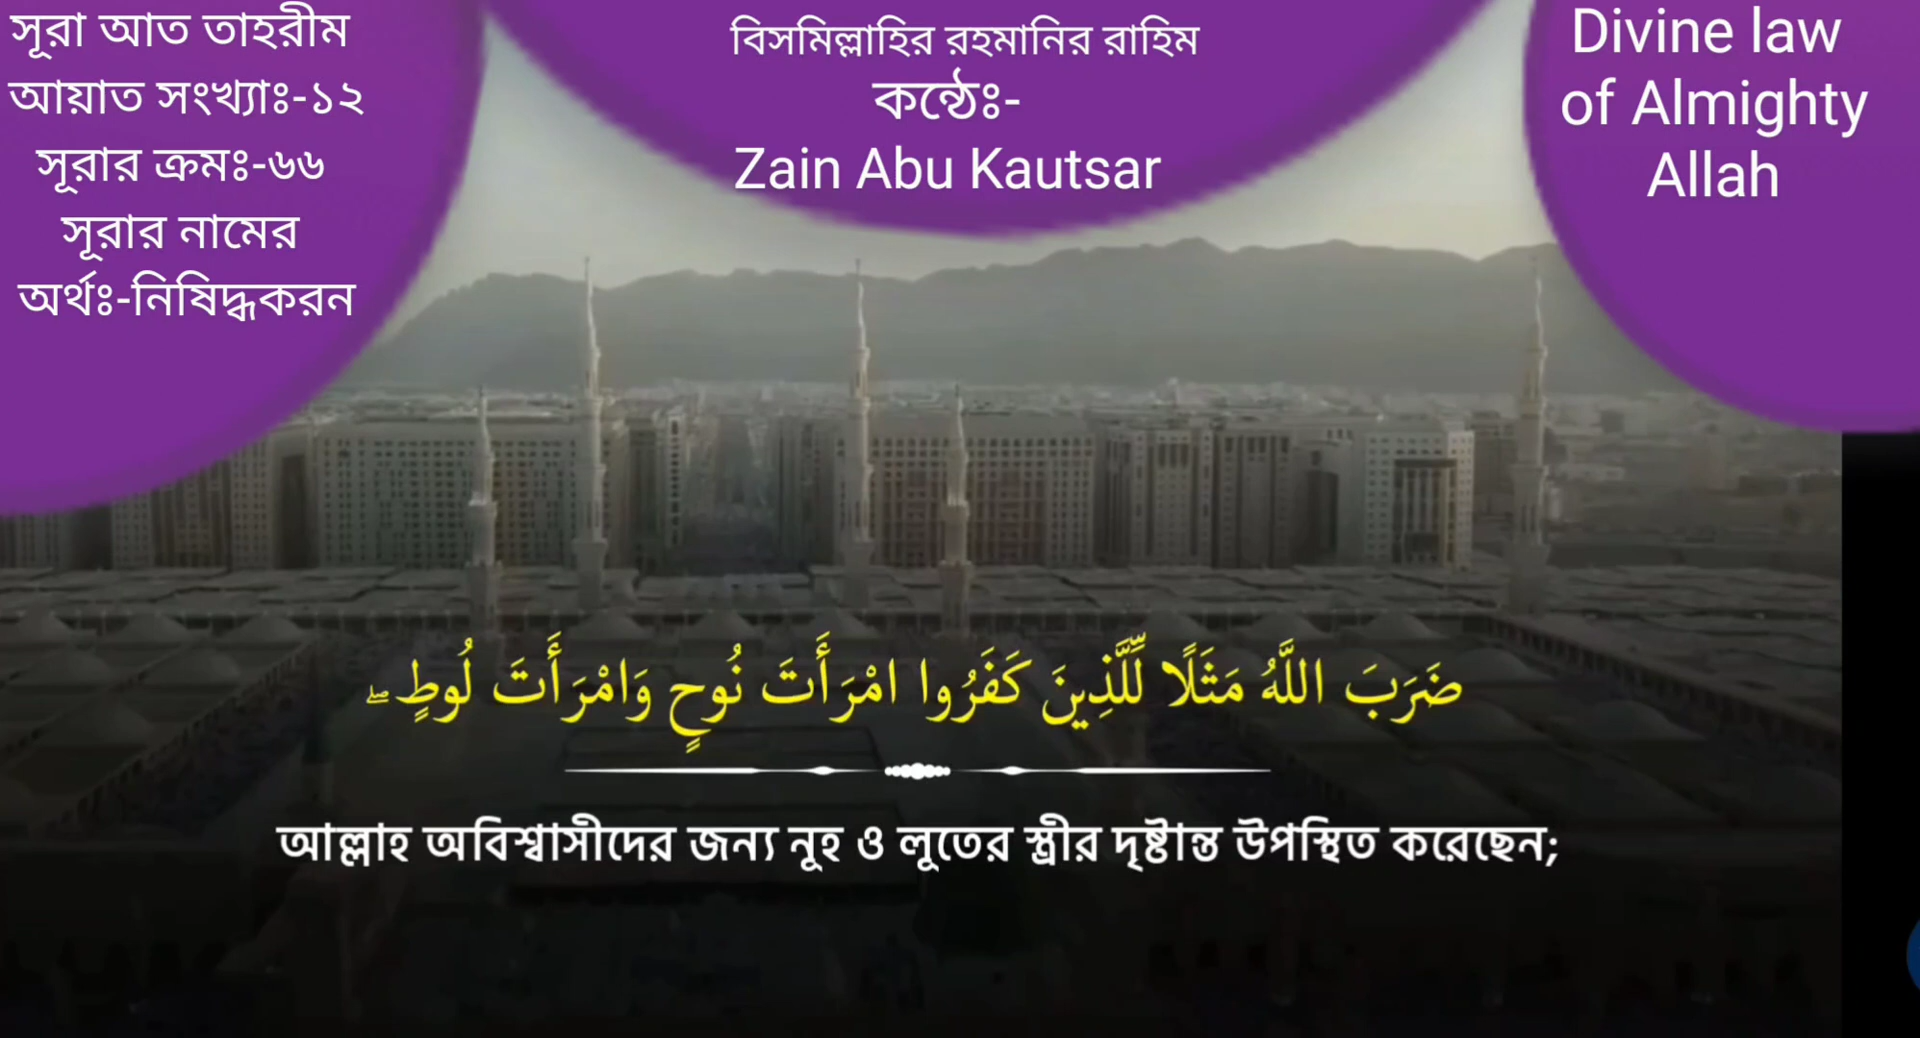 সূরা আত তাহরীম
আয়াত সংখ্যাঃ-১২
সূরার ক্রমঃ-৬৬
সূরার নামের
অর্থঃ-নিষিদ্ধকরন
বিসমিল্লাহির রহমানির রাহিম
কন্ঠেঃ-
Zain Abu Kautsar
Divine law
of Almighty
Allah
ضَرَبَ اللَّهُ مَثَلًا لِّلَّذِينَ كَفَرُوا امْرَأَتَ نُوحٍ وَامْرَأَتَ لُوطٍ ۖ
আল্লাহ অবিশ্বাসীদের জন্য নূহ ও লূতের স্ত্রীর দৃষ্টান্ত উপস্থিত করেছেন;